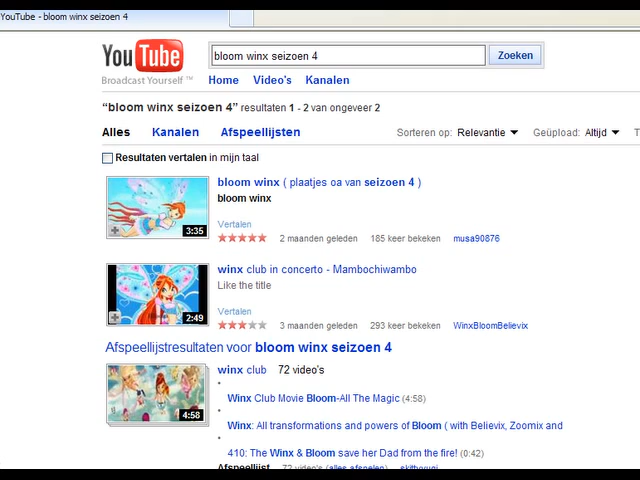 YouTube - bloom winx seizoen 4
YouTube
Broadcast Yourself ™
bloom winx seizoen 4
Zoeken
Home Video's Kanalen
“bloom winx seizoen 4” resultaten 1 - 2 van ongeveer 2
Alles Kanalen Afspeellijsten Sorteren op: Relevantie Geüpload: Altijd T
Resultaten vertalen in mijn taal
bloom winx ( plaatjes oa van seizoen 4 )
bloom winx
Vertalen
3:35
2 maanden geleden 185 keer bekeken musa90876
winx club in concerto - Mambochiwambo
Like the title
Vertalen
2:49
3 maanden geleden 293 keer bekeken WinxBloomBelievix
Afspeellijstresultaten voor bloom winx seizoen 4
winx club 72 video's
Winx Club Movie Bloom-All The Magic (4:58)
4:58
Winx: All transformations and powers of Bloom ( with Believix, Zoomix and
410: The Winx & Bloom save her Dad from the fire! (0:42)
Afspeellijst 72 video's (alles afspelen)